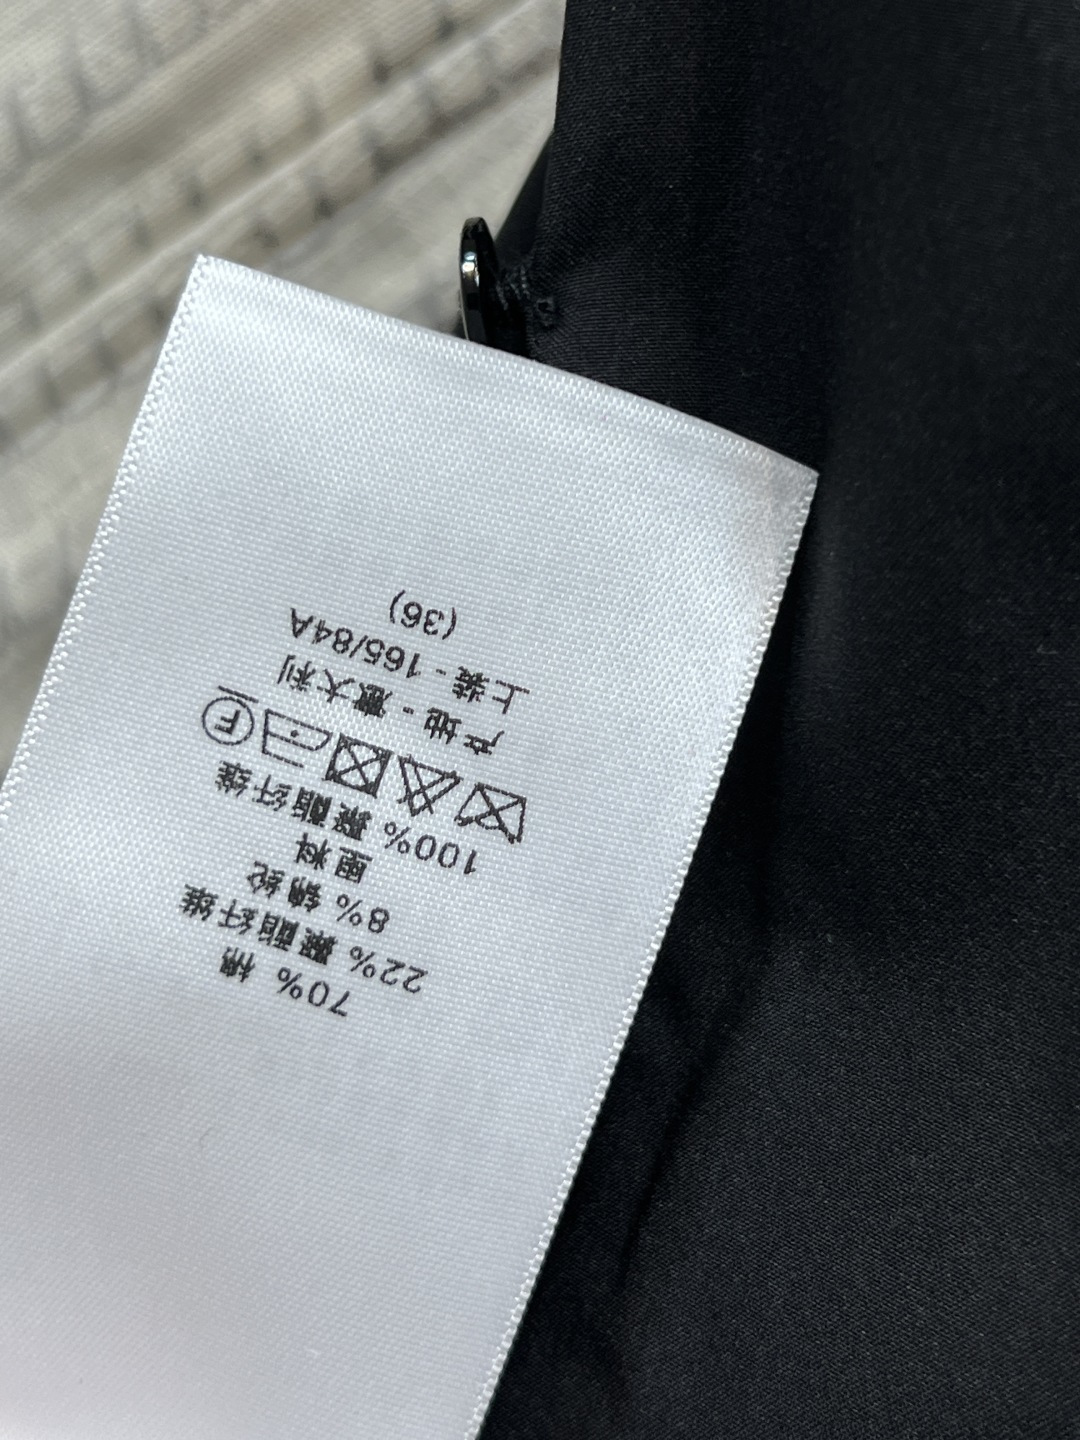 70% 棉
22% 聚酯纤维
8% 锦纶
里料
100% 聚酯纤维
F
产地 - 意大利
上装 - 165/84A
(36)